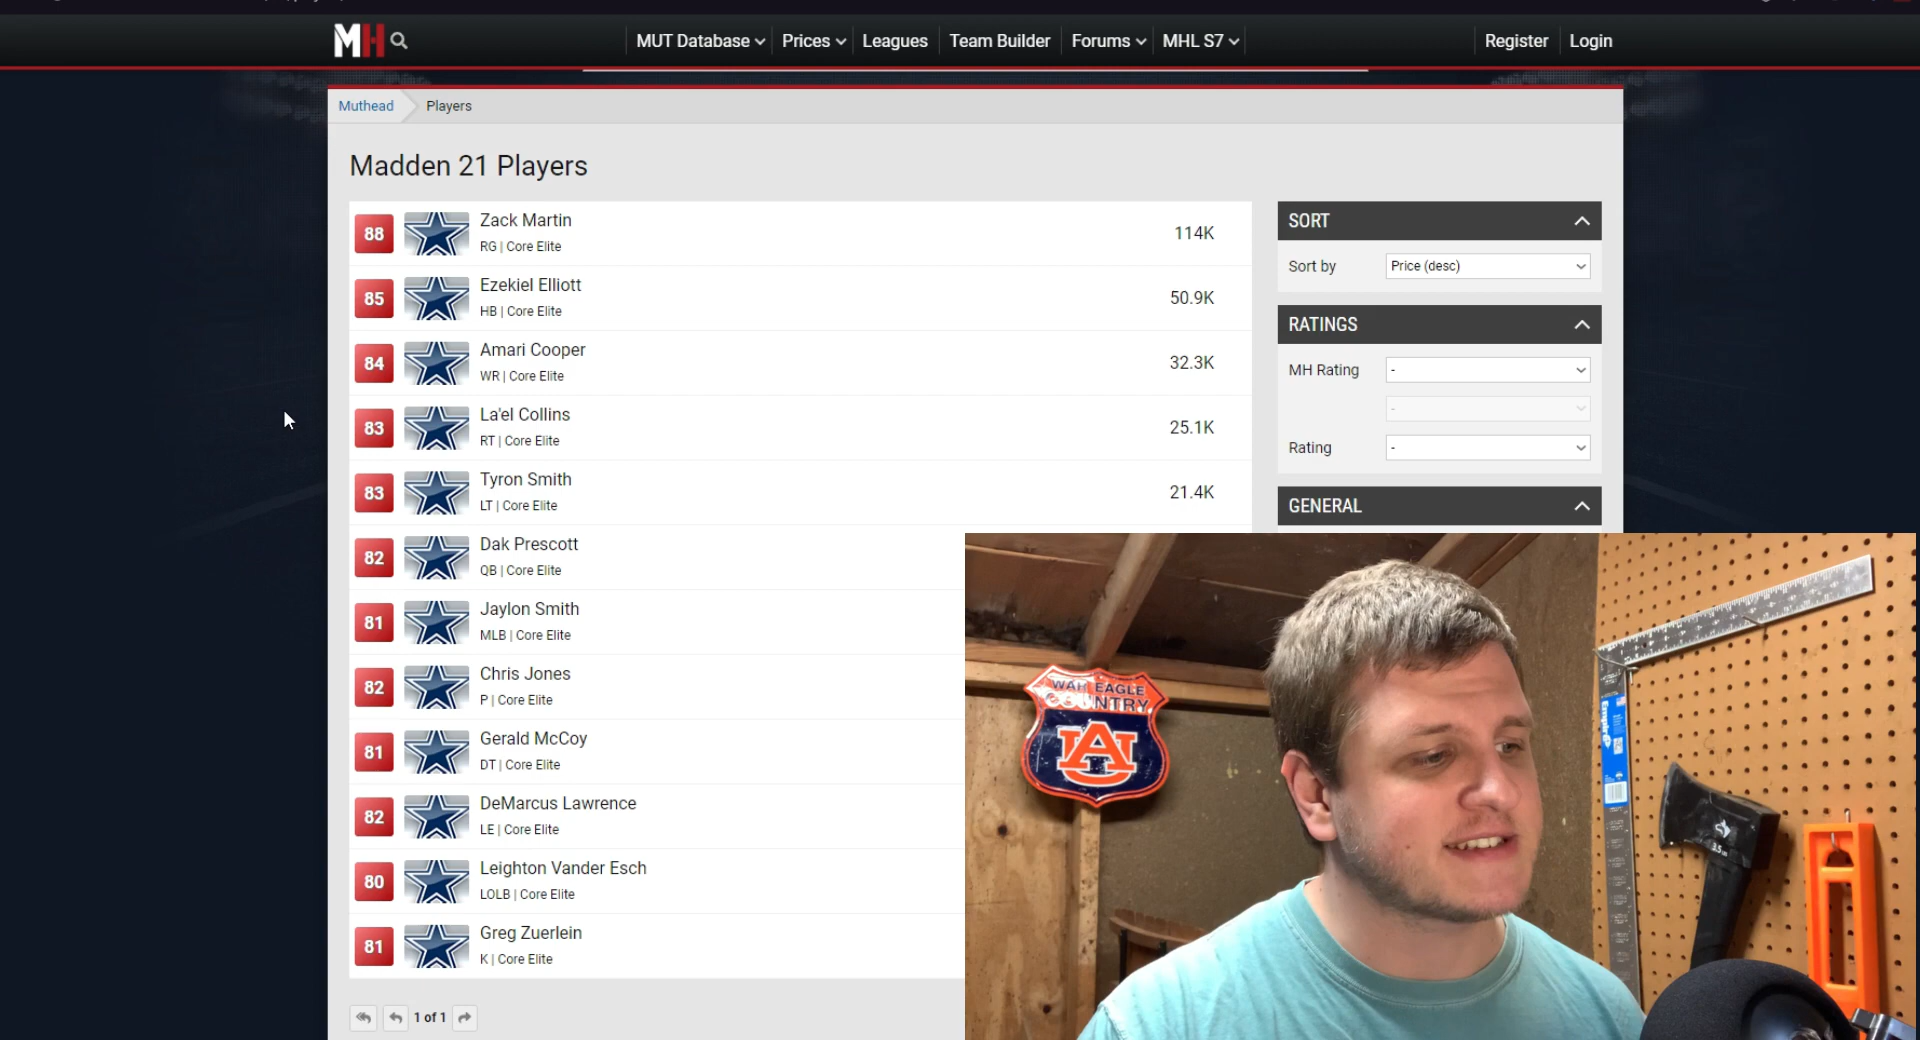 MH
MUT Database
Prices
Leagues
Team Builder
Forums
MHL S7
Register
Login
Muthead
Players
Madden 21 Players
88
Zack Martin
RG | Core Elite
114K
85
Ezekiel Elliott
HB | Core Elite
50.9K
84
Amari Cooper
WR | Core Elite
32.3K
83
La'el Collins
RT | Core Elite
25.1K
83
Tyron Smith
LT | Core Elite
21.4K
82
Dak Prescott
QB | Core Elite
81
Jaylon Smith
MLB | Core Elite
82
Chris Jones
P | Core Elite
81
Gerald McCoy
DT | Core Elite
82
DeMarcus Lawrence
LE | Core Elite
80
Leighton Vander Esch
LOLB | Core Elite
81
Greg Zuerlein
K | Core Elite
1 of 1
SORT
Sort by
Price (desc)
RATINGS
MH Rating
-
-
Rating
-
GENERAL
WAR EAGLE
COUNTRY
AU
Empire
3.5